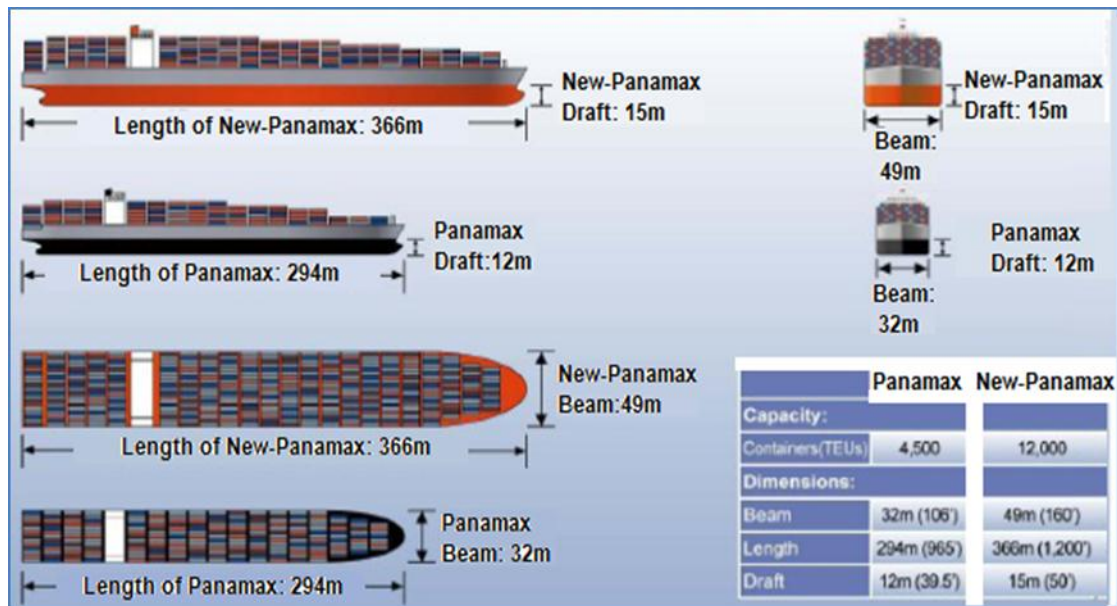 New-Panamax
Draft: 15m
Length of New-Panamax: 366m
New-Panamax
Draft: 15m
Beam:
49m
Panamax
Draft:12m
Length of Panamax: 294m
Panamax
Draft: 12m
Beam:
32m
New-Panamax
Beam:49m
Length of New-Panamax: 366m
Panamax
Beam: 32m
Length of Panamax: 294m
Panamax New-Panamax
Capacity:
Containers(TEUs) 4,500 12,000
Dimensions:
Beam 32m (106') 49m (160')
Length 294m (965') 366m (1,200')
Draft 12m (39.5') 15m (50')